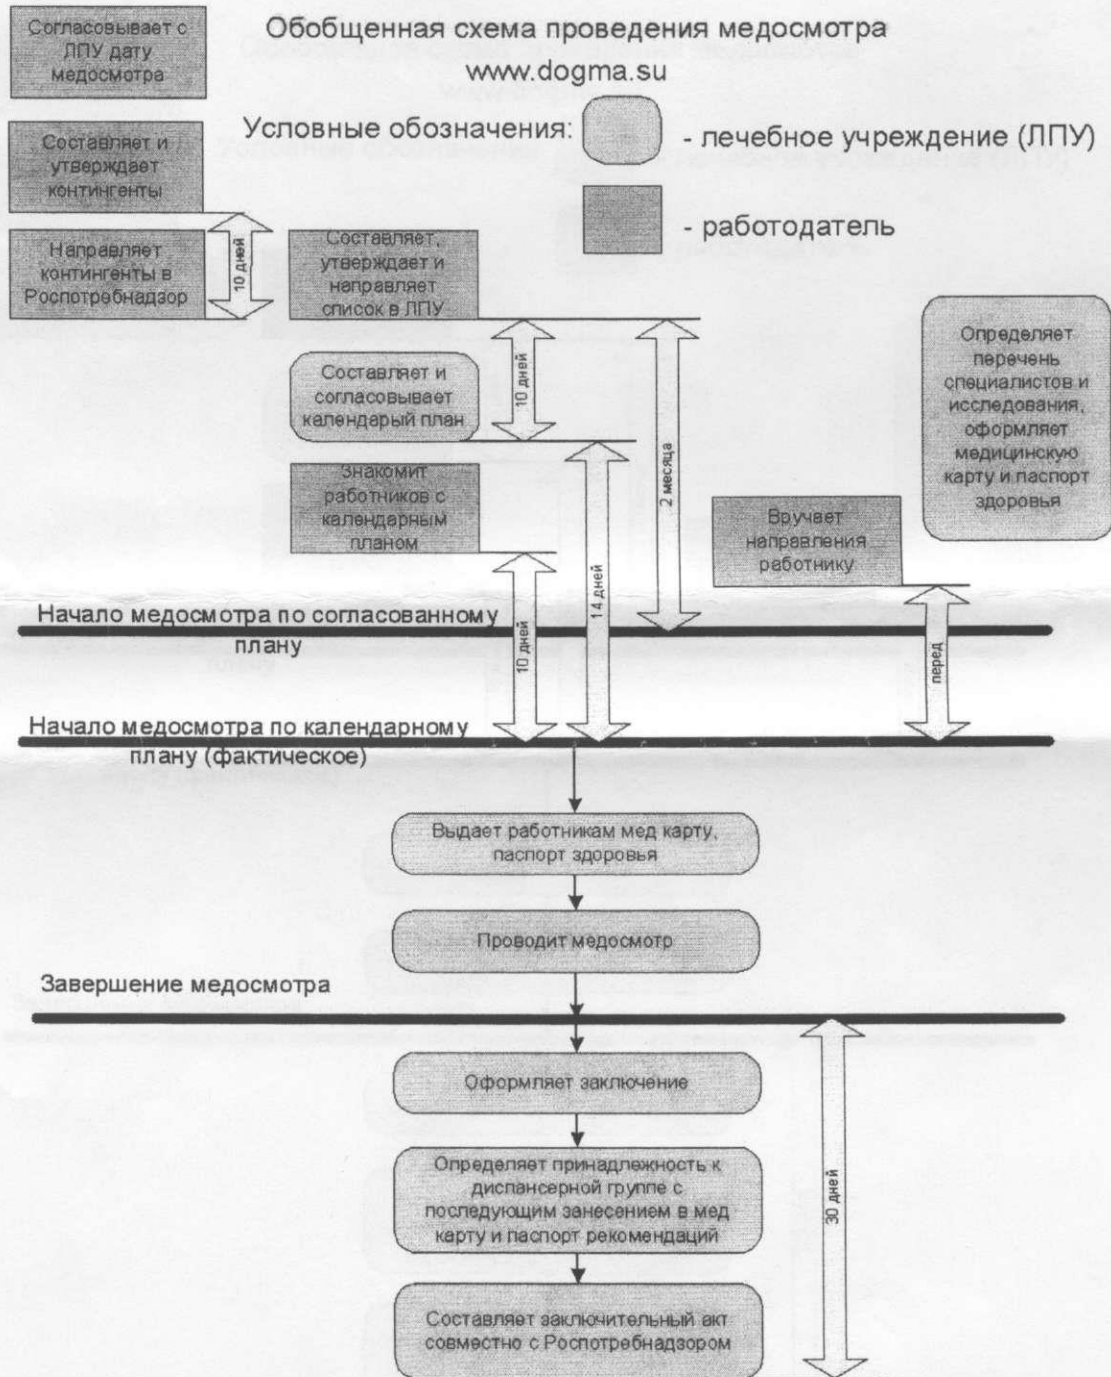 Согласовывает с
ЛПУ дату
медосмотра
Обобщенная схема проведения медосмотра
www.dogma.su
Условные обозначения:
- лечебное учреждение (ЛПУ)
- работодатель
Составляет и
утверждает
контингенты
Направляет
контингенты в
Роспотребнадзор
10 дней
Составляет,
утверждает и
направляет
список в ЛПУ
10 дней
Составляет и
согласовывает
календарый план
2 месяца
Определяет
перечень
специалистов и
исследования,
оформляет
медицинскую
карту и паспорт
здоровья
Знакомит
работников с
календарным
планом
14 дней
10 дней
Вручает
направления
работнику
перед
Начало медосмотра по согласованному
плану
Начало медосмотра по календарному
плану (фактическое)
Выдает работникам мед карту,
паспорт здоровья
Проводит медосмотр
Завершение медосмотра
Оформляет заключение
Определяет принадлежность к
диспансерной группе с
последующим занесением в мед
карту и паспорт рекомендаций
30 дней
Составляет заключительный акт
совместно с Роспотребнадзором